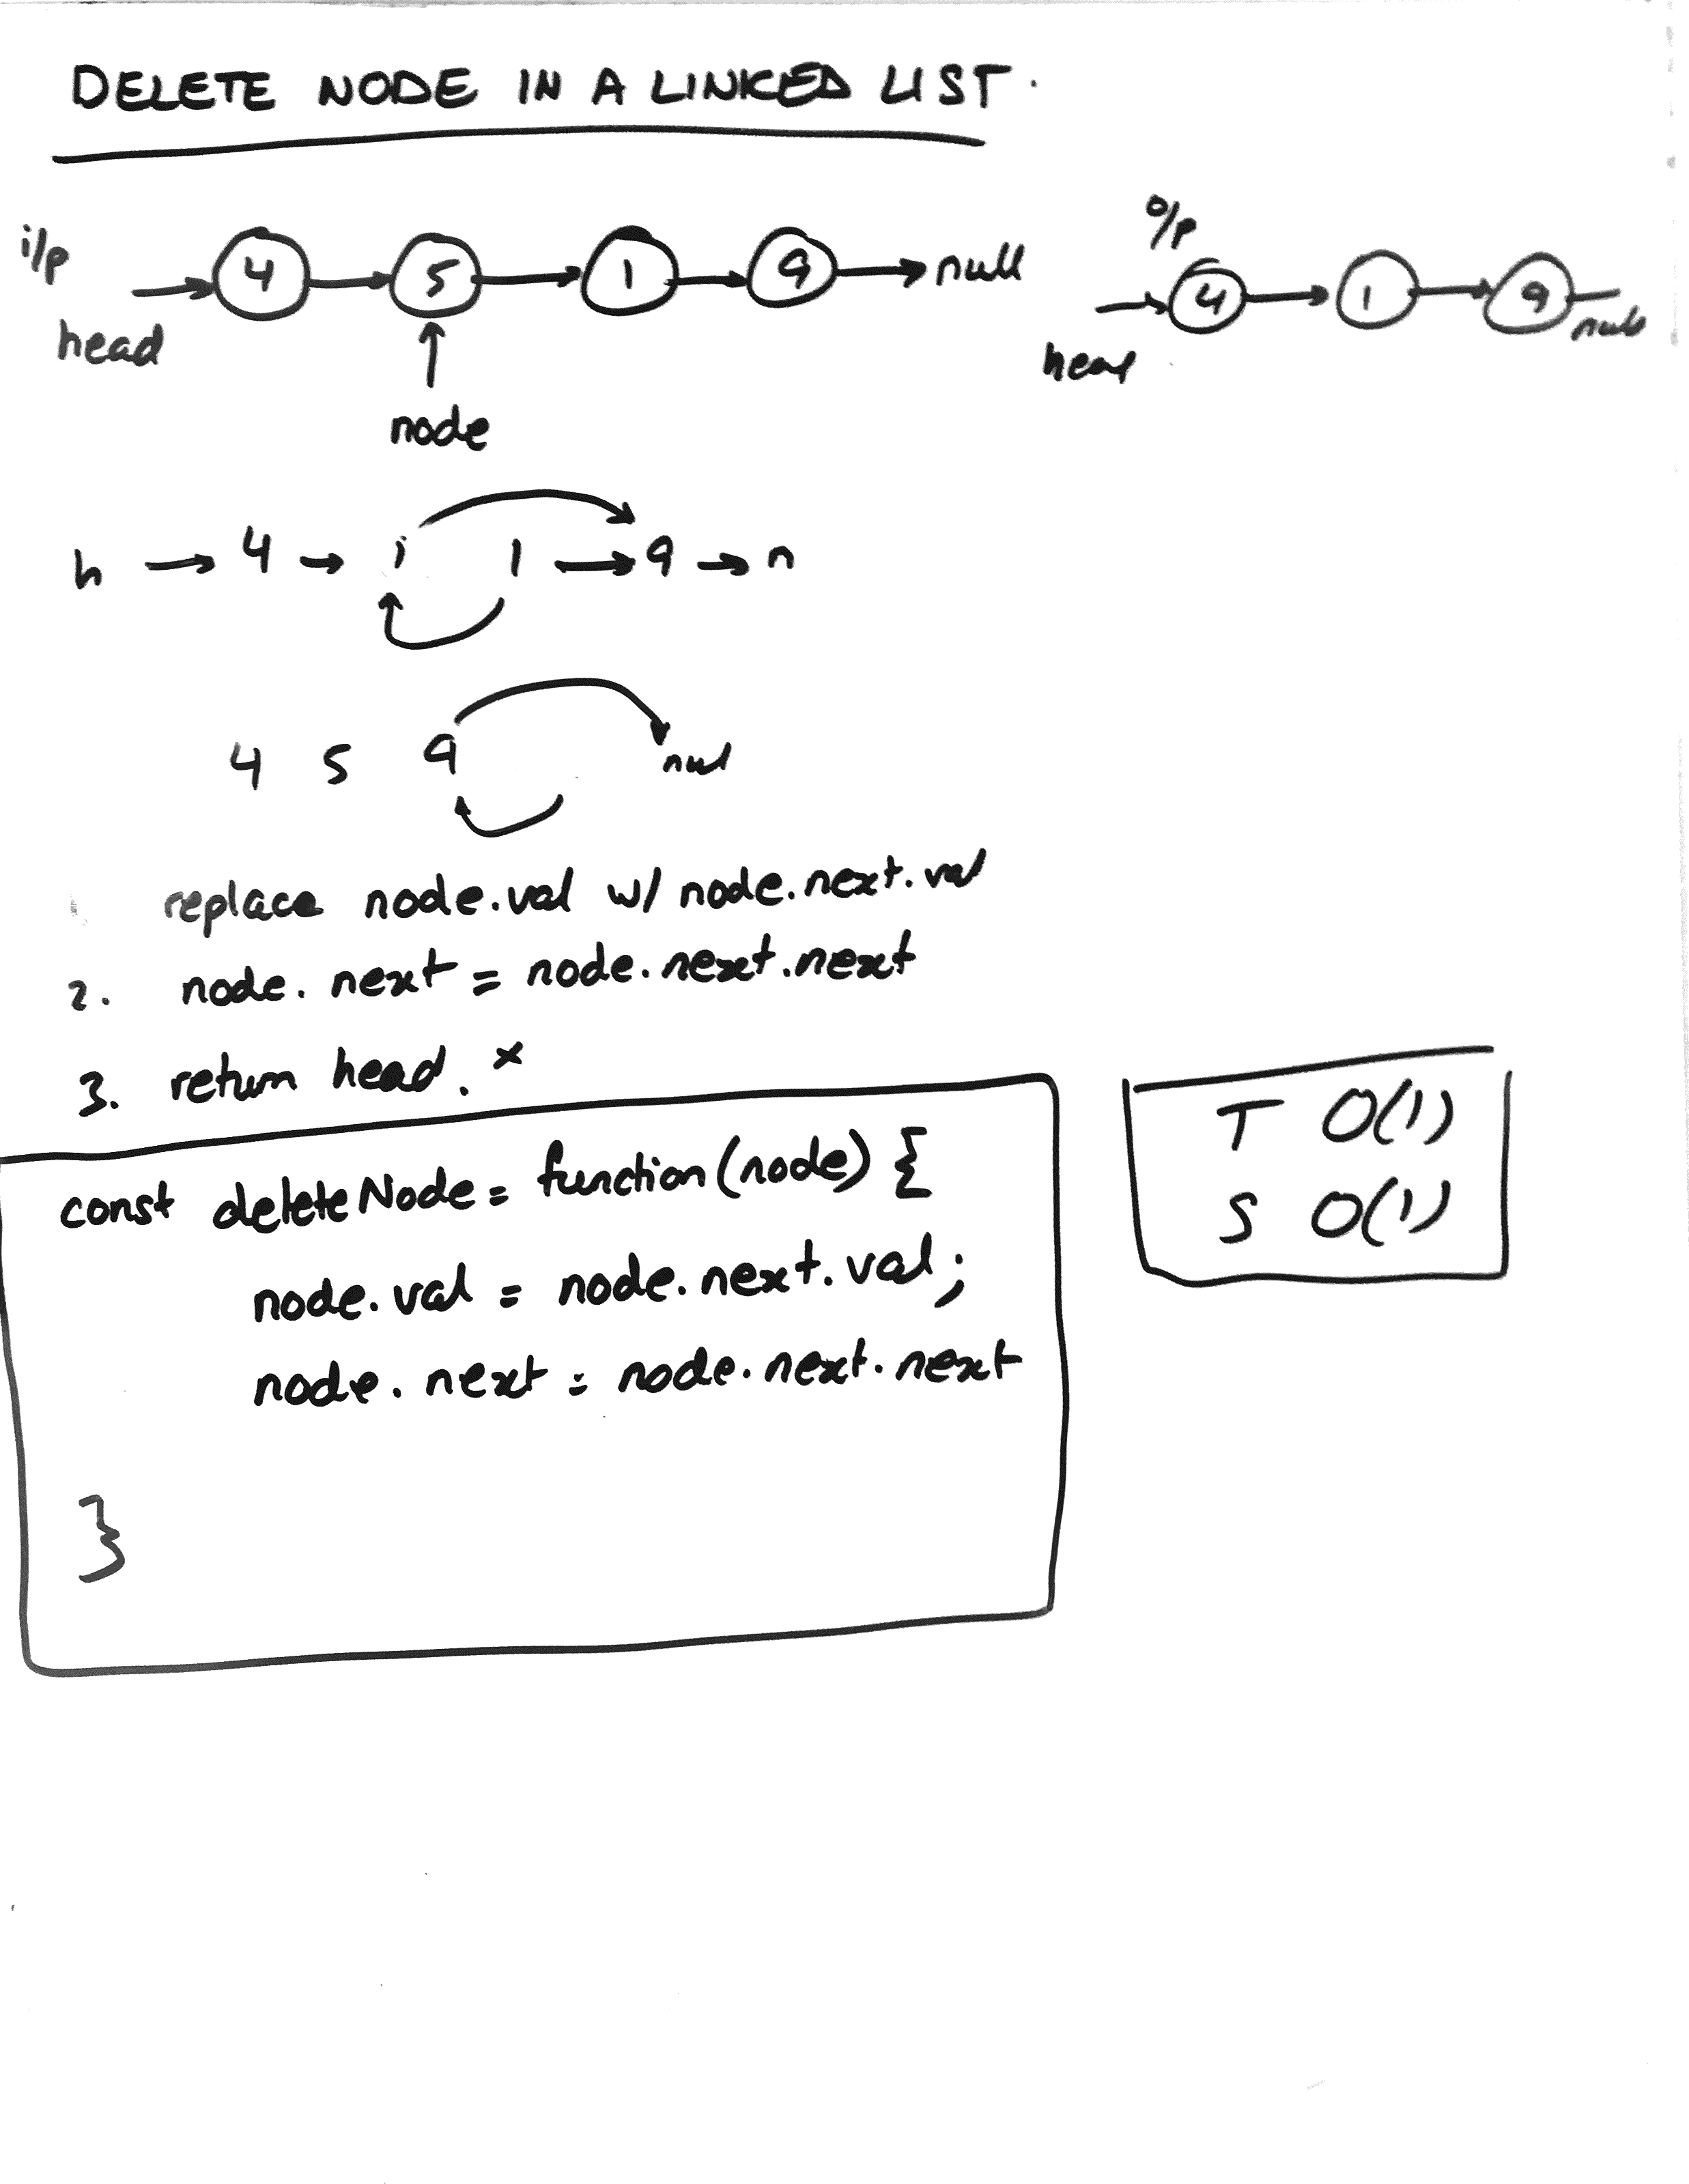 DELETE NODE IN A LINKED LIST.
i/p
head
4 5 1 9 null
node
o/p
head
4 1 9 null
h 4 1 1 9 n
4 5 9 null
replace node.val w/ node.next.val
2. node.next = node.next.next
3. return head. x
const deleteNode = function(node) {
node.val = node.next.val;
node.next = node.next.next
}
T O(1)
S O(1)